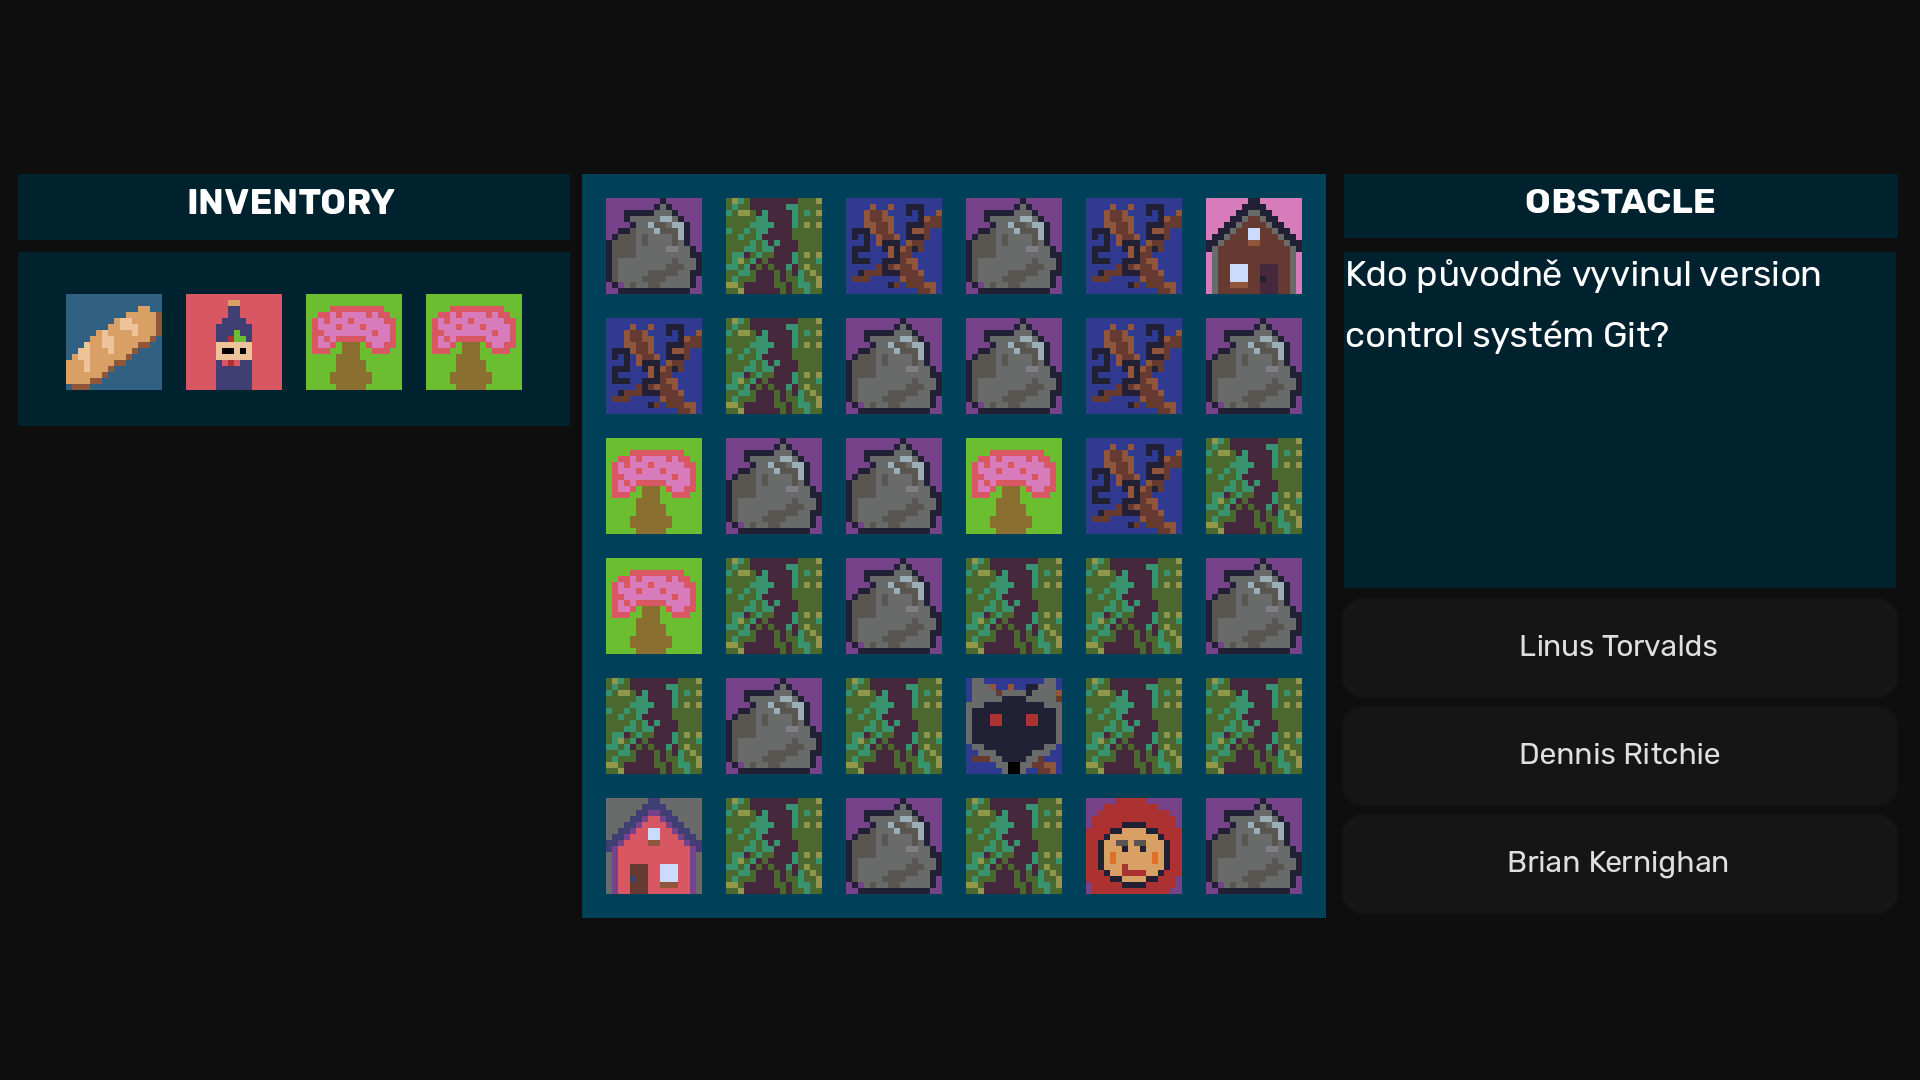 INVENTORY
OBSTACLE
Kdo původně vyvinul version
control systém Git?
Linus Torvalds
Dennis Ritchie
Brian Kernighan